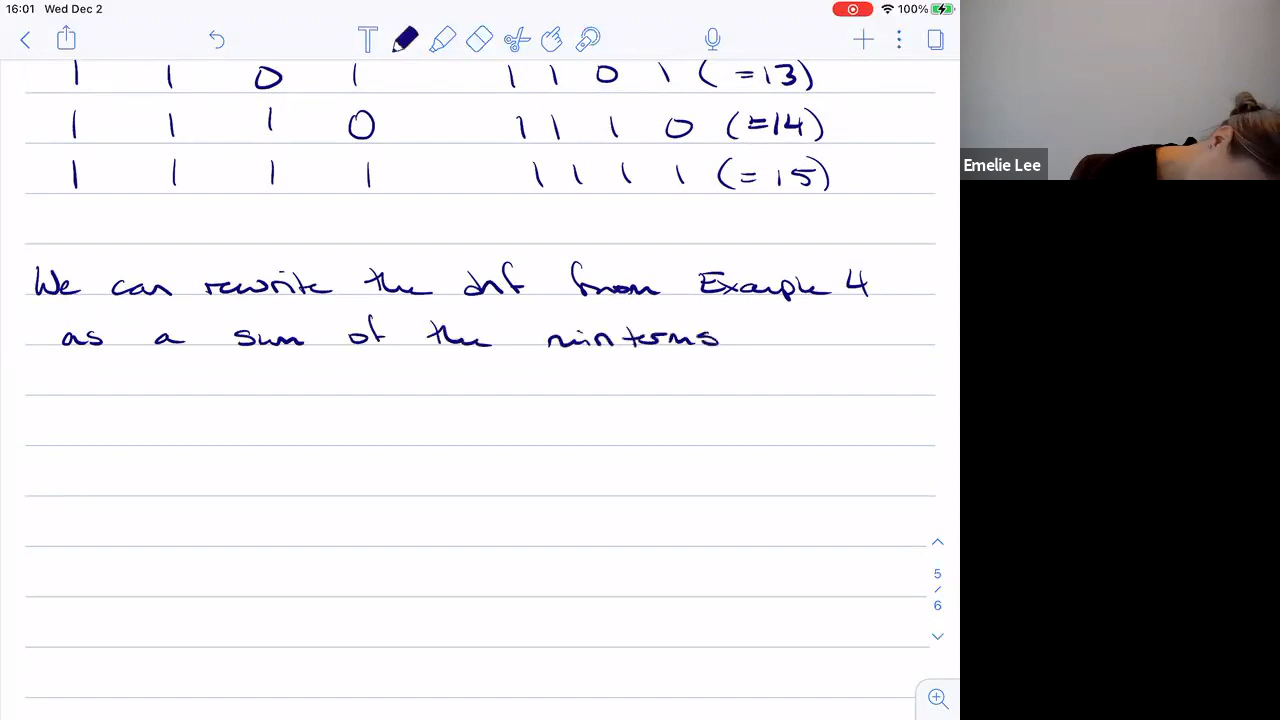 16:01 Wed Dec 2
100%
T
1 1 0 1 1 1 0 1 (=13)
1 1 1 0 1 1 1 0 (=14)
1 1 1 1 1 1 1 1 (=15)
We can rewrite the dnf from Example 4
as a sum of the minterms
5
/
6
Emelie Lee